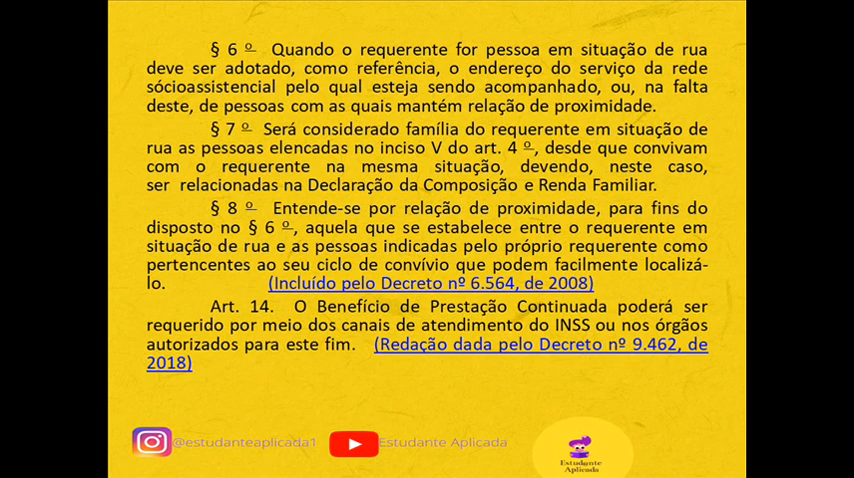 § 6 º Quando o requerente for pessoa em situação de rua
deve ser adotado, como referência, o endereço do serviço da rede
sócioassistencial pelo qual esteja sendo acompanhado, ou, na falta
deste, de pessoas com as quais mantém relação de proximidade.
§ 7 º Será considerado família do requerente em situação de
rua as pessoas elencadas no inciso V do art. 4 º, desde que convivam
com o requerente na mesma situação, devendo, neste caso,
ser relacionadas na Declaração da Composição e Renda Familiar.
§ 8 º Entende-se por relação de proximidade, para fins do
disposto no § 6 º, aquela que se estabelece entre o requerente em
situação de rua e as pessoas indicadas pelo próprio requerente como
pertencentes ao seu ciclo de convívio que podem facilmente localizá-
lo. (Incluído pelo Decreto nº 6.564, de 2008)
Art. 14. O Benefício de Prestação Continuada poderá ser
requerido por meio dos canais de atendimento do INSS ou nos órgãos
autorizados para este fim. (Redação dada pelo Decreto nº 9.462, de
2018)
@estudanteaplicada1 Estudante Aplicada
Estudante
Aplicada